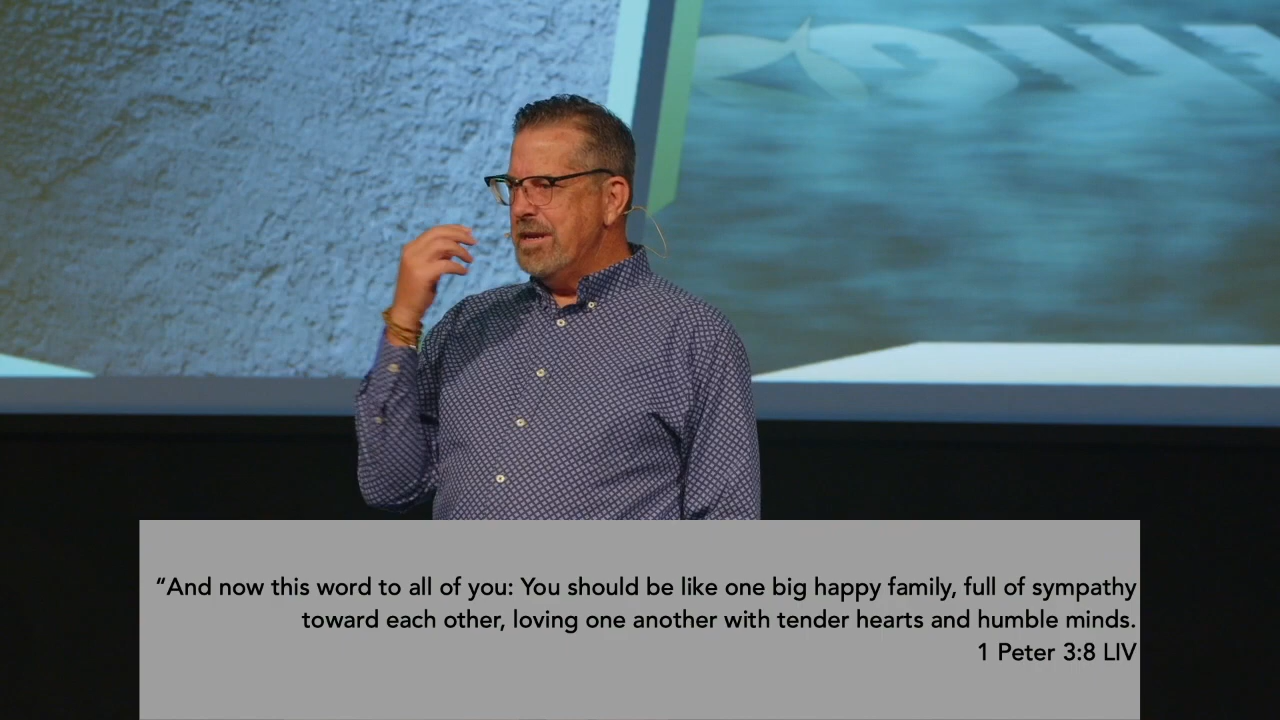 “And now this word to all of you: You should be like one big happy family, full of sympathy
toward each other, loving one another with tender hearts and humble minds.
1 Peter 3:8 LIV